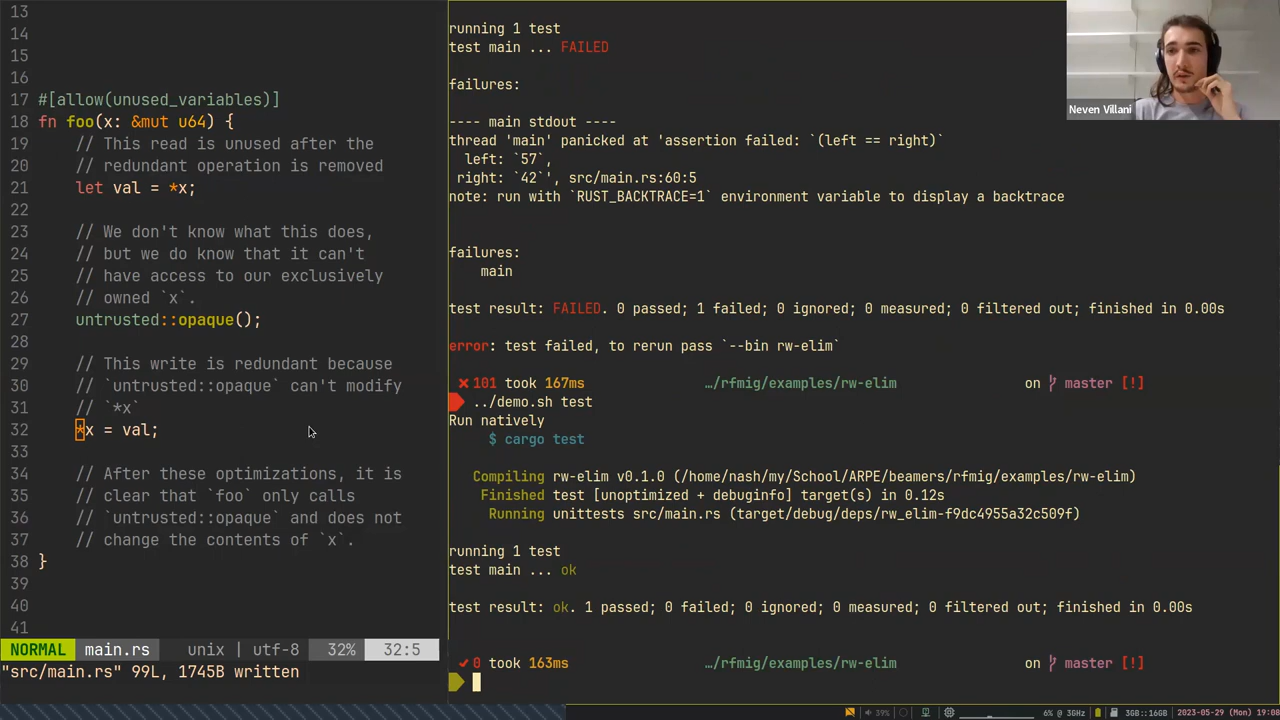 13
14
15
16
17 #[allow(unused_variables)]
18 fn foo(x: &mut u64) {
19 // This read is unused after the
20 // redundant operation is removed
21 let val = *x;
22
23 // We don't know what this does,
24 // but we do know that it can't
25 // have access to our exclusively
26 // owned `x`.
27 untrusted::opaque();
28
29 // This write is redundant because
30 // `untrusted::opaque` can't modify
31 // `*x`
32 *x = val;
33
34 // After these optimizations, it is
35 // clear that `foo` only calls
36 // `untrusted::opaque` and does not
37 // change the contents of `x`.
38 }
39
40
41
NORMAL main.rs unix | utf-8 32% 32:5
"src/main.rs" 99L, 1745B written
running 1 test
test main ... FAILED
failures:
---- main stdout ----
thread 'main' panicked at 'assertion failed: `(left == right)`
left: `57`,
right: `42`', src/main.rs:60:5
note: run with `RUST_BACKTRACE=1` environment variable to display a backtrace
failures:
main
test result: FAILED. 0 passed; 1 failed; 0 ignored; 0 measured; 0 filtered out; finished in 0.00s
error: test failed, to rerun pass `--bin rw-elim`
101 took 167ms …/rfmig/examples/rw-elim on master [!]
../demo.sh test
Run natively
$ cargo test
Compiling rw-elim v0.1.0 (/home/nash/my/School/ARPE/beamers/rfmig/examples/rw-elim)
Finished test [unoptimized + debuginfo] target(s) in 0.12s
Running unittests src/main.rs (target/debug/deps/rw_elim-f9dc4955a32c509f)
running 1 test
test main ... ok
test result: ok. 1 passed; 0 failed; 0 ignored; 0 measured; 0 filtered out; finished in 0.00s
0 took 163ms …/rfmig/examples/rw-elim on master [!]
Neven Villani
39% 6% @ 3GHz 3GB::16GB 2023-05-29 (Mon) 19:08